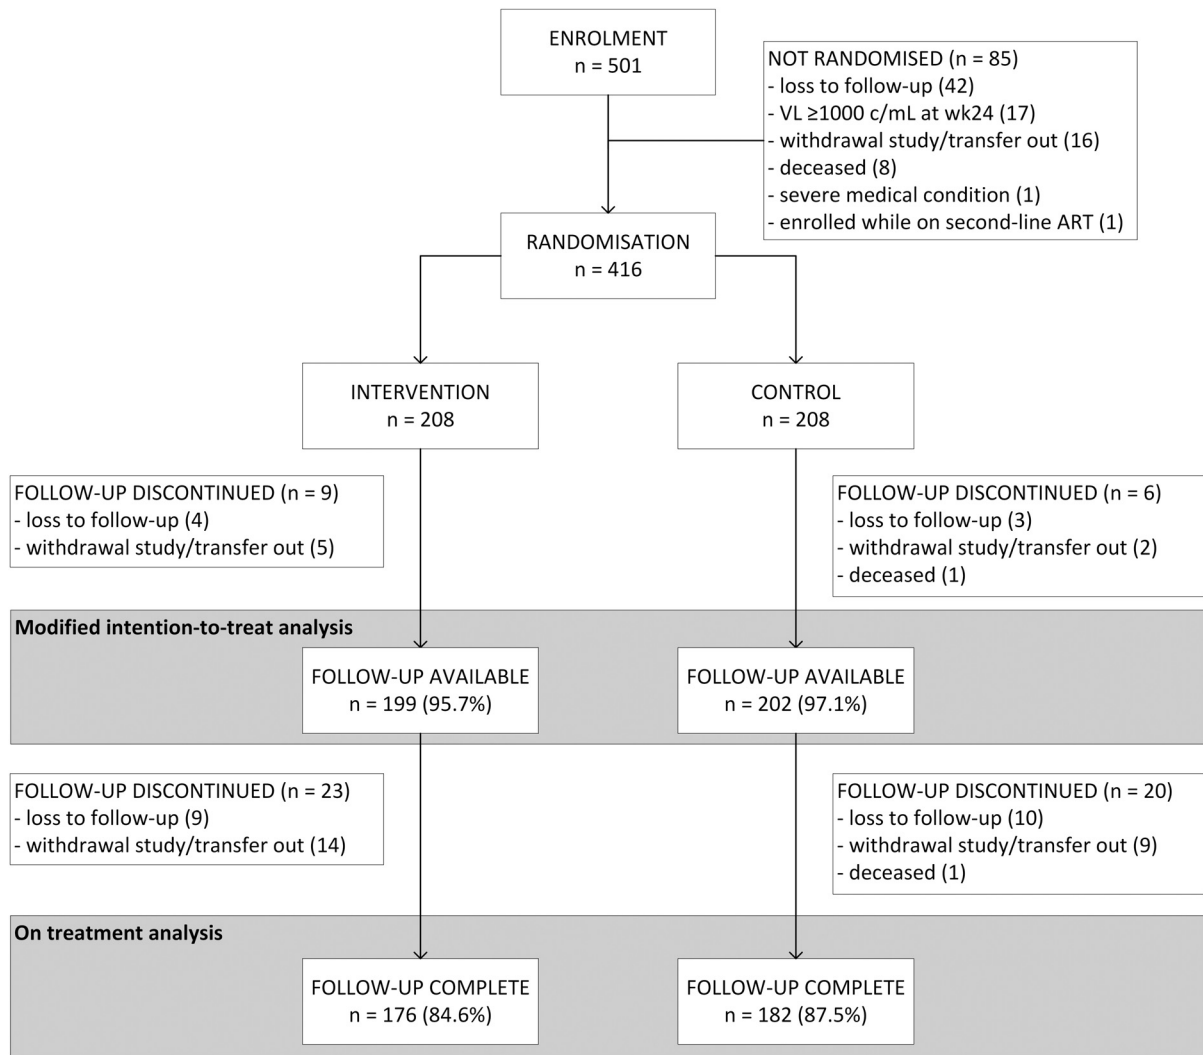 ENROLMENT
n = 501
NOT RANDOMISED (n = 85)
- loss to follow-up (42)
- VL ≥1000 c/mL at wk24 (17)
- withdrawal study/transfer out (16)
- deceased (8)
- severe medical condition (1)
- enrolled while on second-line ART (1)
RANDOMISATION
n = 416
INTERVENTION
n = 208
CONTROL
n = 208
FOLLOW-UP DISCONTINUED (n = 9)
- loss to follow-up (4)
- withdrawal study/transfer out (5)
FOLLOW-UP DISCONTINUED (n = 6)
- loss to follow-up (3)
- withdrawal study/transfer out (2)
- deceased (1)
Modified intention-to-treat analysis
FOLLOW-UP AVAILABLE
n = 199 (95.7%)
FOLLOW-UP AVAILABLE
n = 202 (97.1%)
FOLLOW-UP DISCONTINUED (n = 23)
- loss to follow-up (9)
- withdrawal study/transfer out (14)
FOLLOW-UP DISCONTINUED (n = 20)
- loss to follow-up (10)
- withdrawal study/transfer out (9)
- deceased (1)
On treatment analysis
FOLLOW-UP COMPLETE
n = 176 (84.6%)
FOLLOW-UP COMPLETE
n = 182 (87.5%)